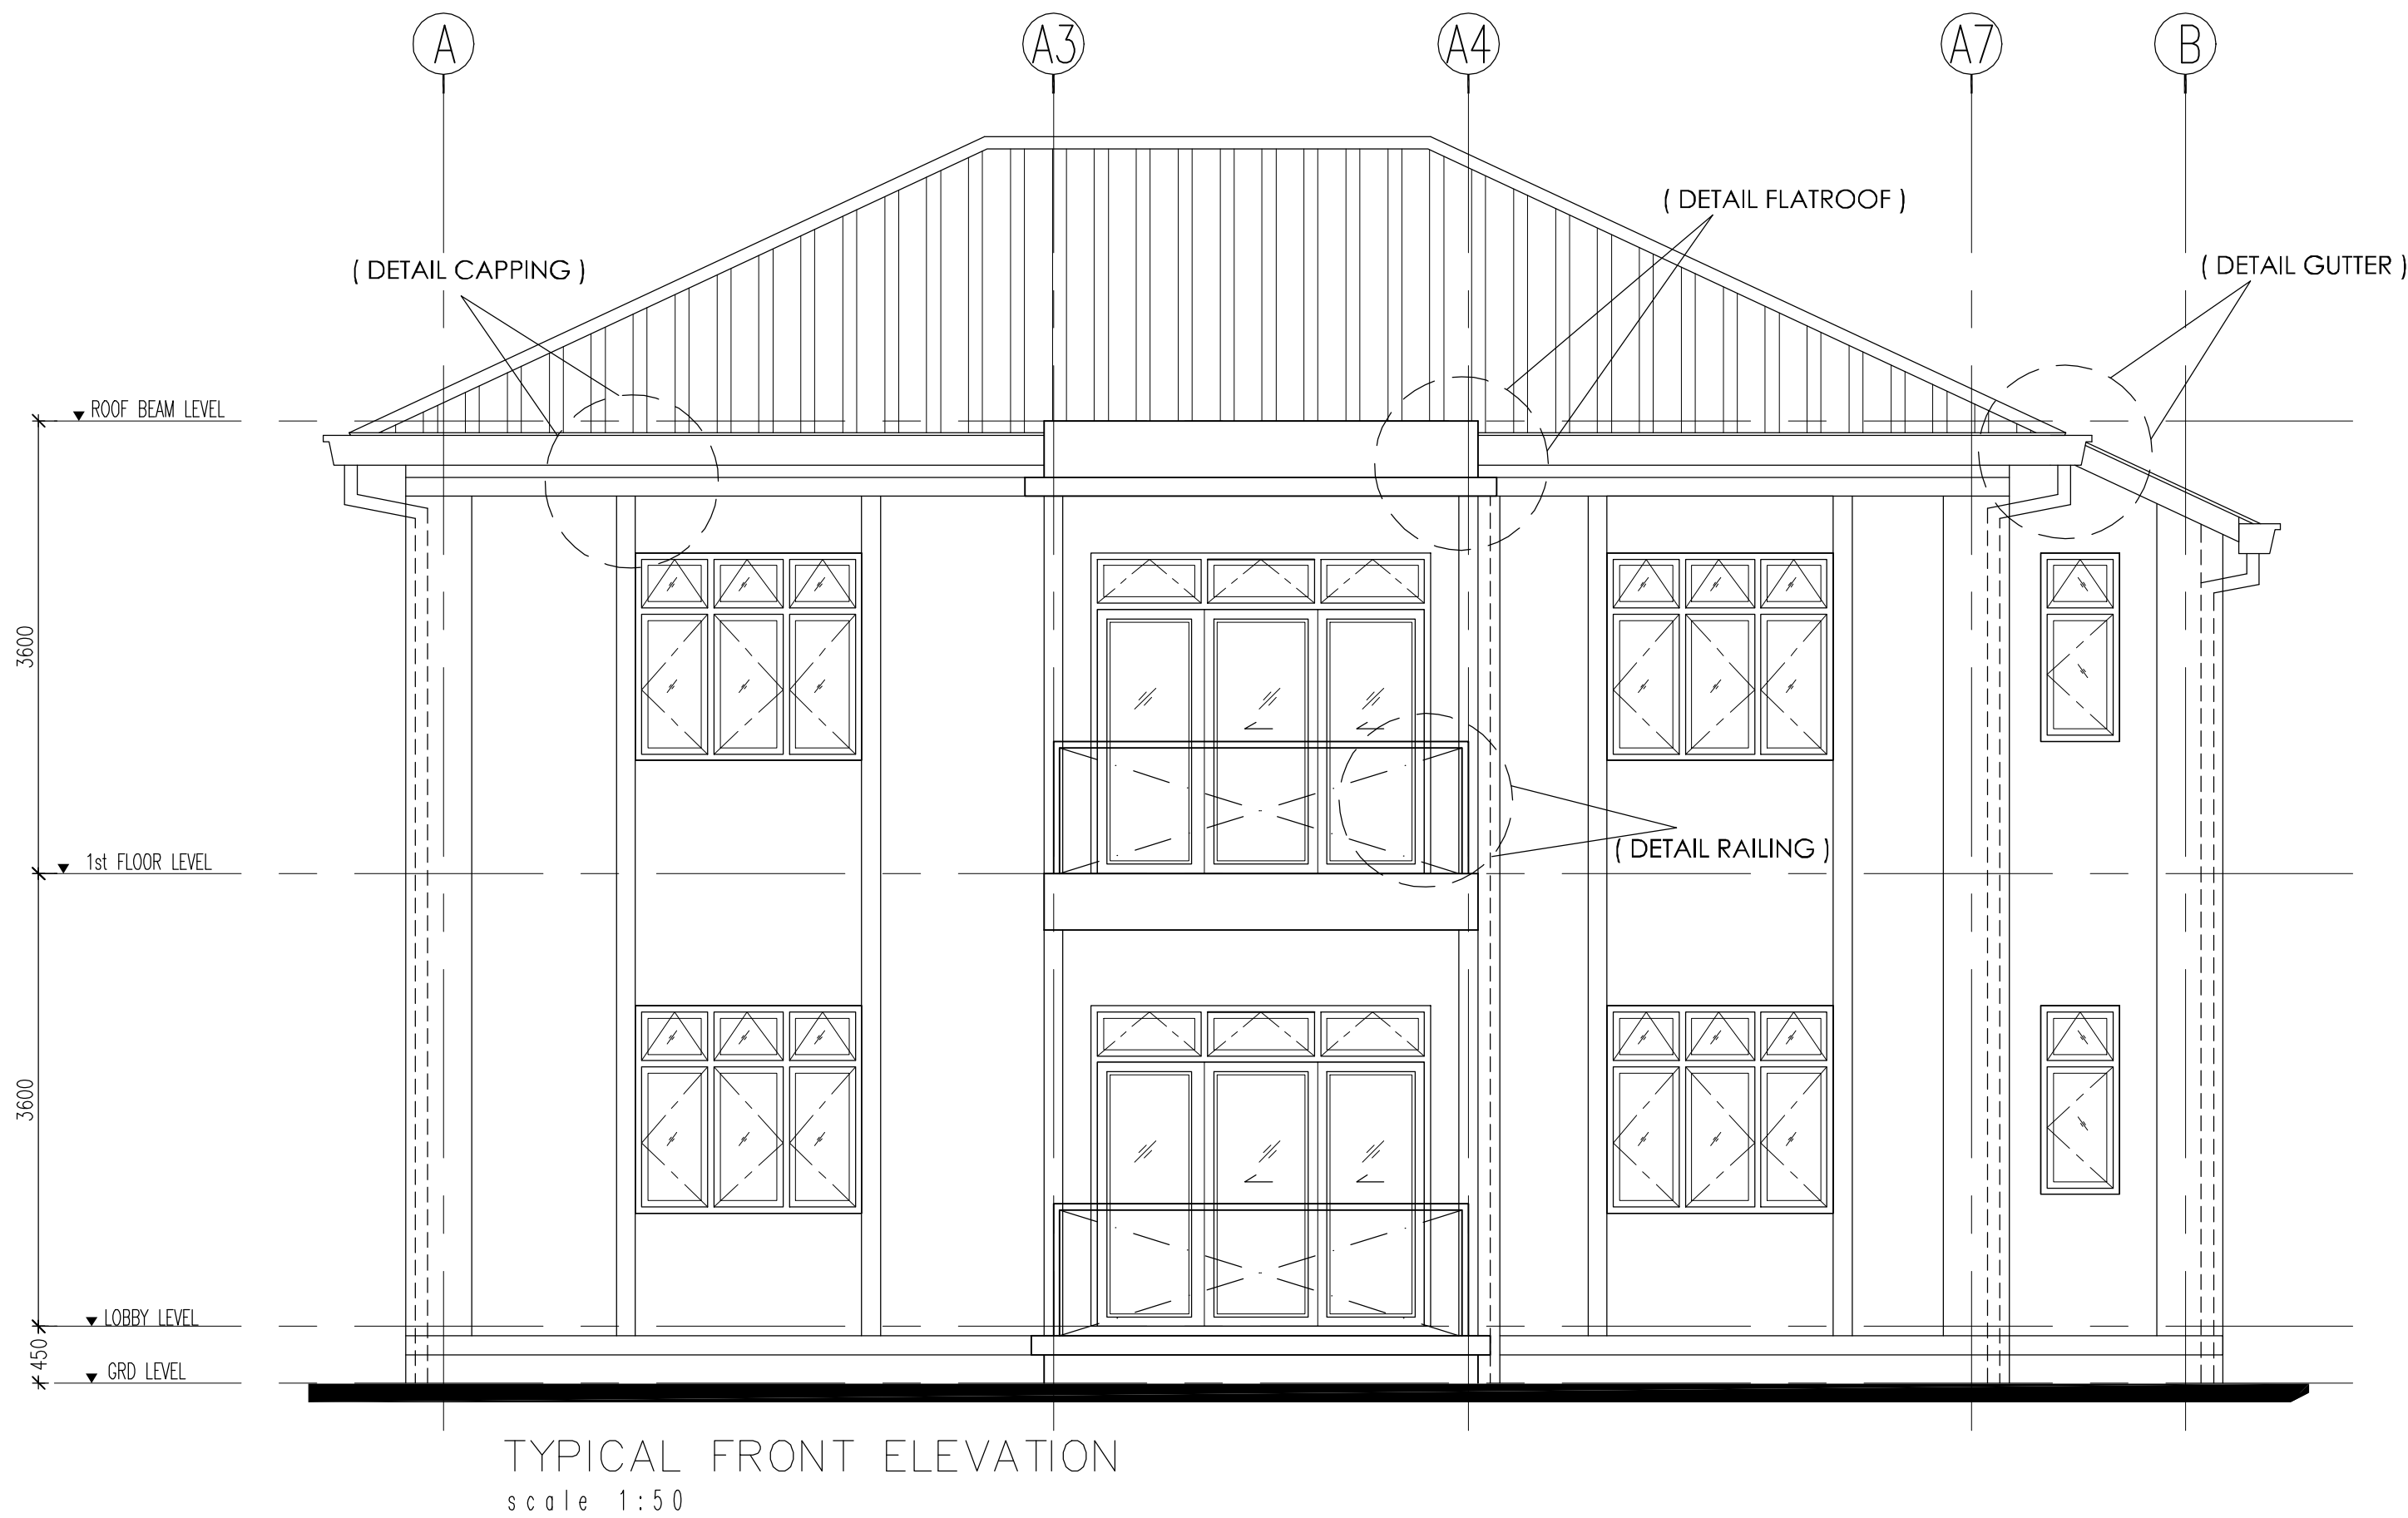 A A3 A4 A7 B
( DETAIL FLATROOF )
( DETAIL CAPPING )
( DETAIL GUTTER )
ROOF BEAM LEVEL
3600
( DETAIL RAILING )
1st FLOOR LEVEL
3600
LOBBY LEVEL
450
GRD LEVEL
TYPICAL FRONT ELEVATION
scale 1:50